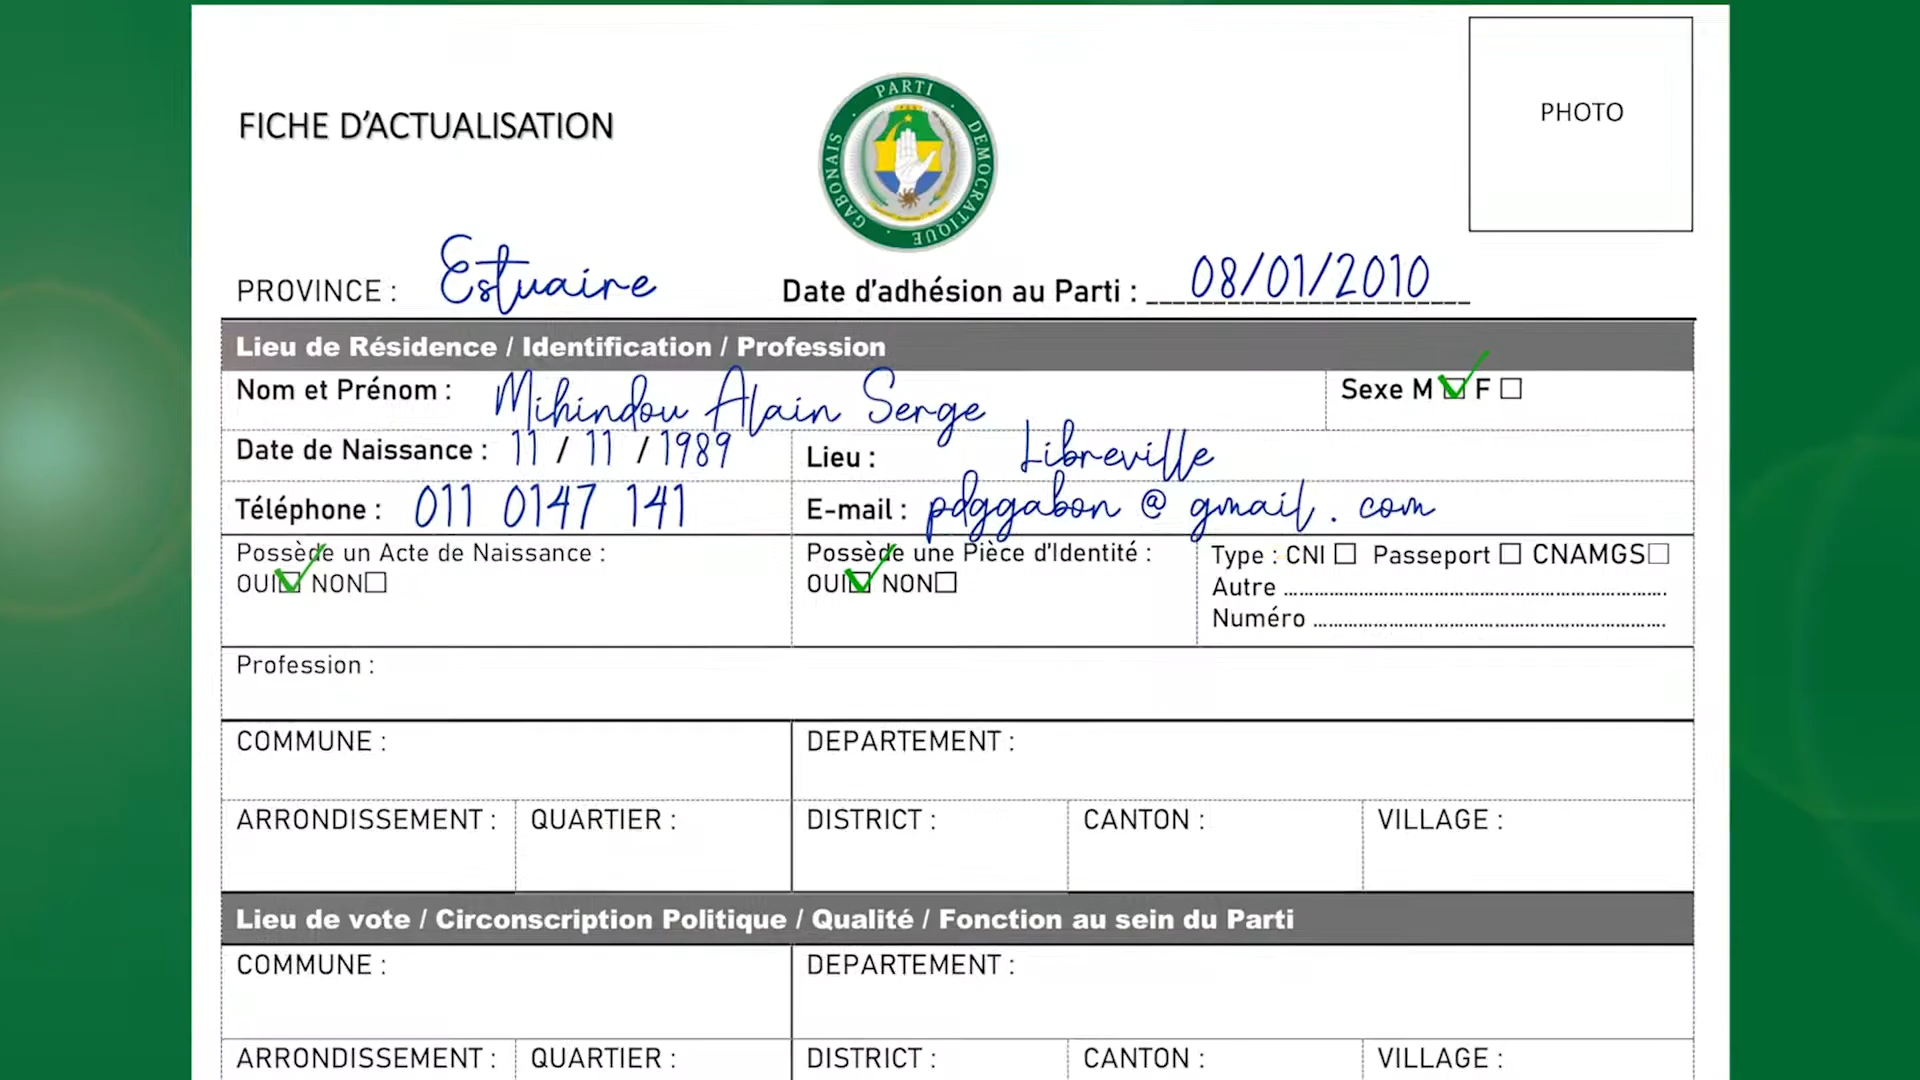 FICHE D'ACTUALISATION
PARTI DEMOCRATIQUE GABONAIS
PHOTO
PROVINCE : Estuaire
Date d'adhésion au Parti : 08/01/2010
Lieu de Résidence / Identification / Profession
Nom et Prénom : Mihindou Alain Serge
Sexe M ☑ F ☐
Date de Naissance : 11 / 11 / 1989
Lieu : Libreville
Téléphone : 011 0147 141
E-mail : pdggabon @ gmail . com
Possède un Acte de Naissance :
OUI ☑ NON ☐
Possède une Pièce d'Identité :
OUI ☑ NON ☐
Type : CNI ☐ Passeport ☐ CNAMGS ☐
Autre ...............................................................
Numéro ..........................................................
Profession :
COMMUNE :
DEPARTEMENT :
ARRONDISSEMENT :
QUARTIER :
DISTRICT :
CANTON :
VILLAGE :
Lieu de vote / Circonscription Politique / Qualité / Fonction au sein du Parti
COMMUNE :
DEPARTEMENT :
ARRONDISSEMENT :
QUARTIER :
DISTRICT :
CANTON :
VILLAGE :